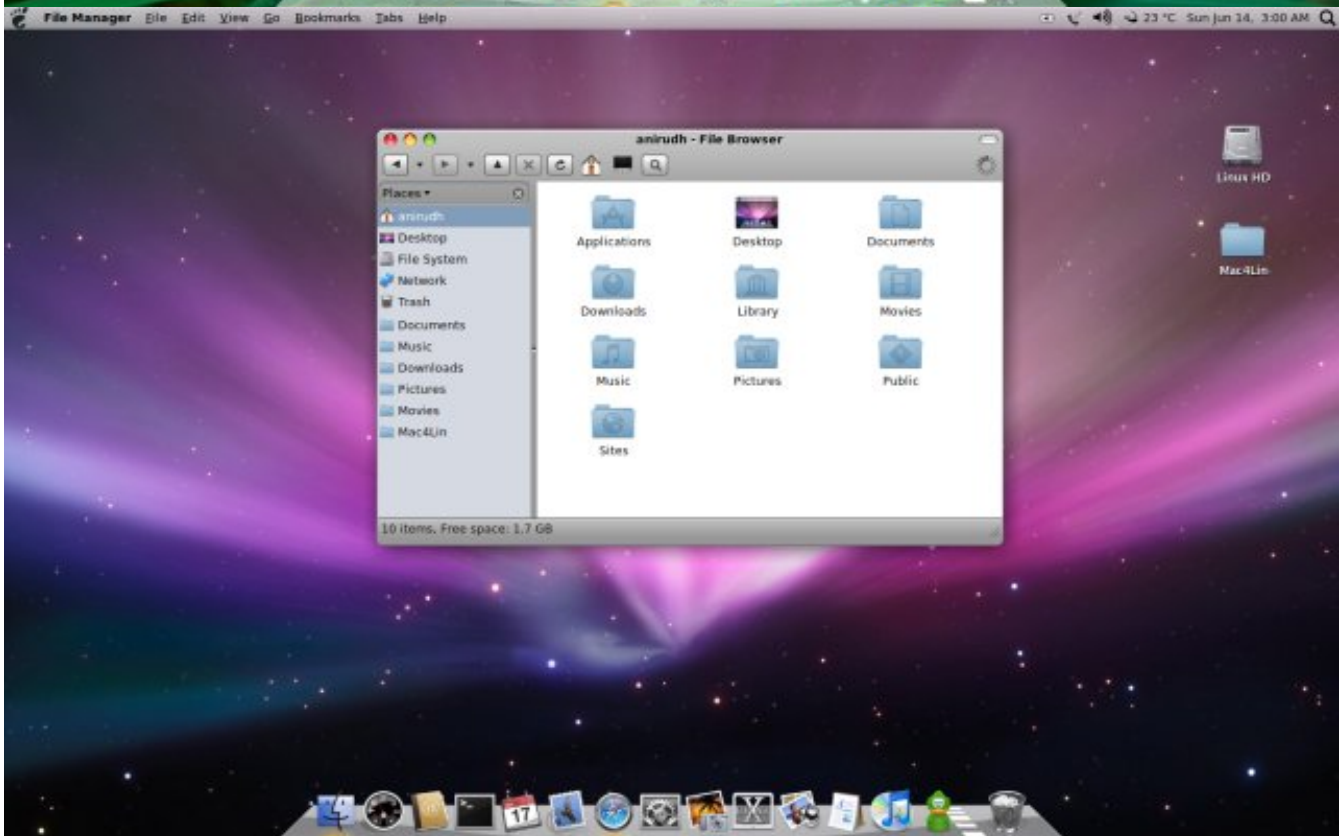 File Manager File Edit View Go Bookmarks Tabs Help
23 °C Sun Jun 14, 3:00 AM
anirudh - File Browser
Places
anirudh
Desktop
File System
Network
Trash
Documents
Music
Downloads
Pictures
Movies
Mac4Lin
Applications Desktop Documents
Downloads Library Movies
Music Pictures Public
Sites
10 items, Free space: 1.7 GB
Linux HD
Mac4Lin
17
X